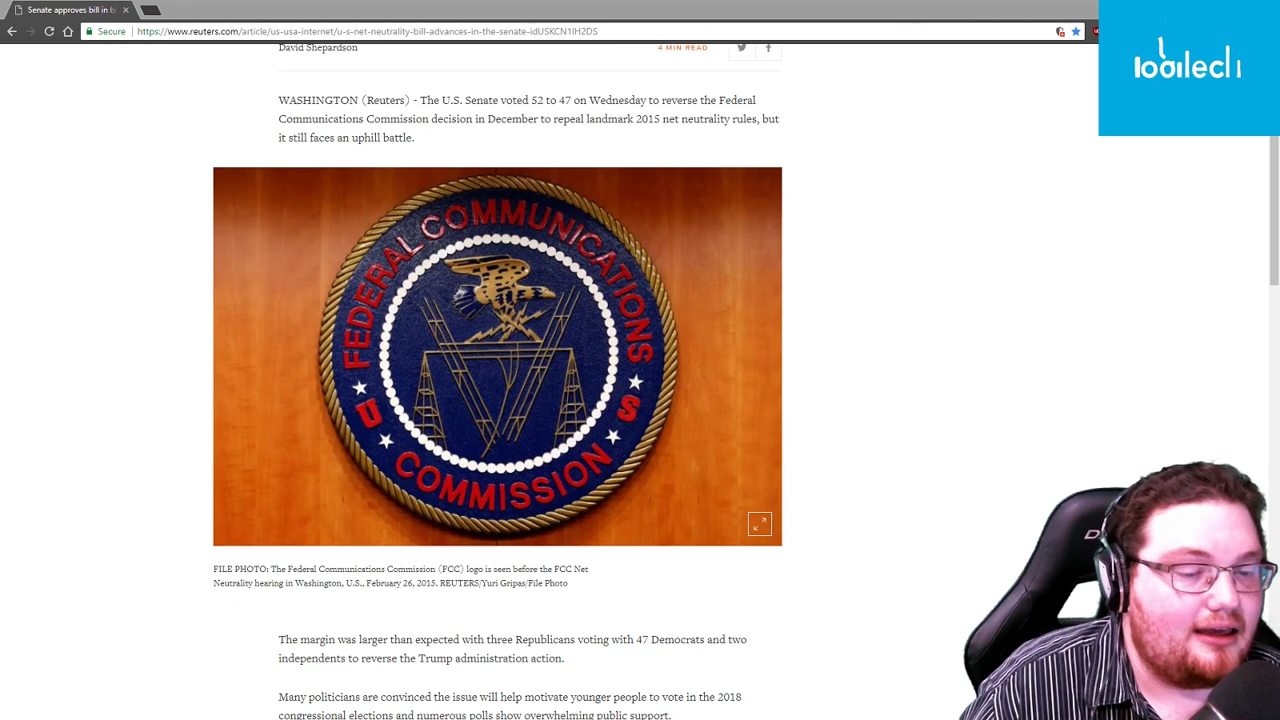 Senate approves bill in b
Secure
https://www.reuters.com/article/us-usa-internet/u-s-net-neutrality-bill-advances-in-the-senate-idUSKCN1IH2DS
David Shepardson
4 MIN READ
WASHINGTON (Reuters) - The U.S. Senate voted 52 to 47 on Wednesday to reverse the Federal
Communications Commission decision in December to repeal landmark 2015 net neutrality rules, but
it still faces an uphill battle.
FEDERAL COMMUNICATIONS
U S
COMMISSION
FILE PHOTO: The Federal Communications Commission (FCC) logo is seen before the FCC Net
Neutrality hearing in Washington, U.S., February 26, 2015. REUTERS/Yuri Gripas/File Photo
The margin was larger than expected with three Republicans voting with 47 Democrats and two
independents to reverse the Trump administration action.
Many politicians are convinced the issue will help motivate younger people to vote in the 2018
congressional elections and numerous polls show overwhelming public support.